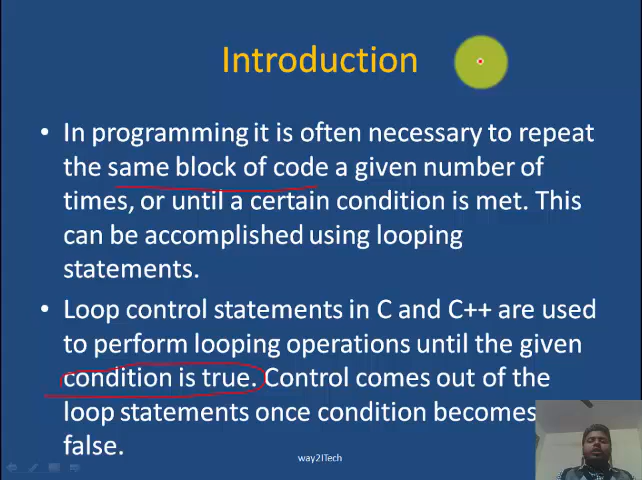 Introduction
• In programming it is often necessary to repeat
the same block of code a given number of
times, or until a certain condition is met. This
can be accomplished using looping
statements.
• Loop control statements in C and C++ are used
to perform looping operations until the given
condition is true. Control comes out of the
loop statements once condition becomes
false.
way2ITech